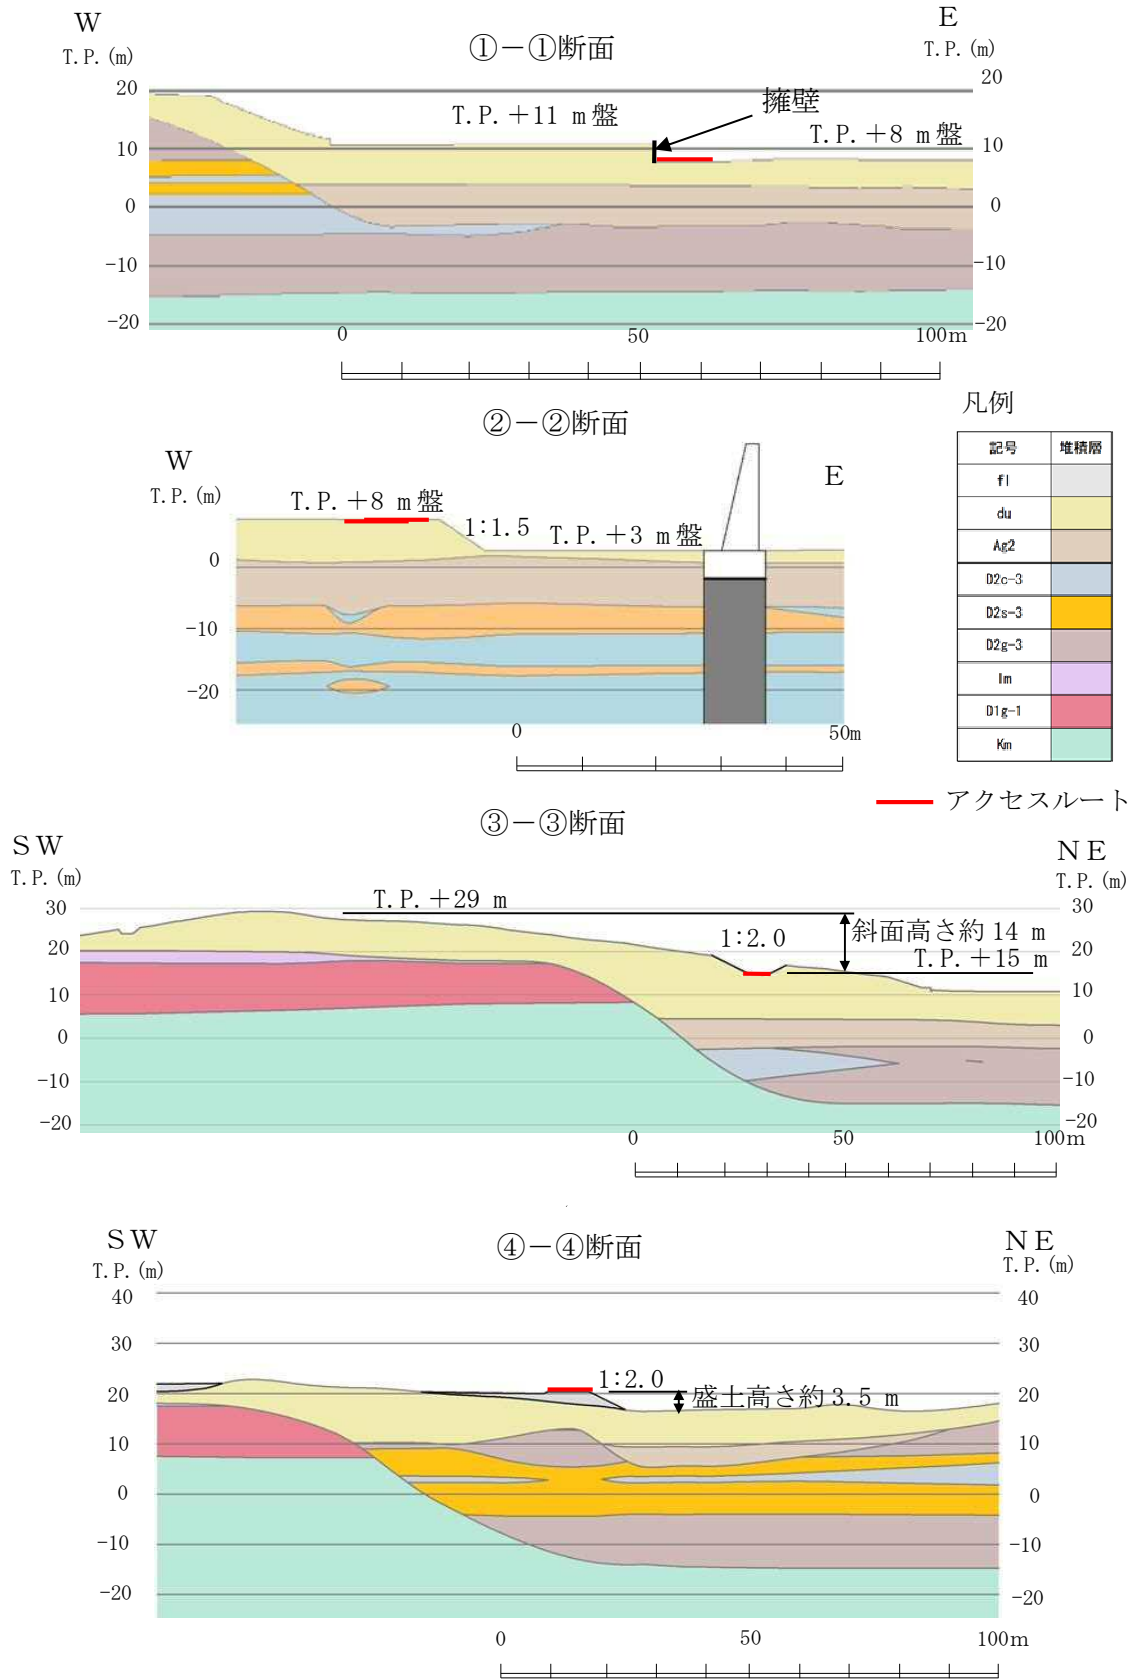 W
T.P.(m)
①－①断面
E
T.P.(m)
20
20
T.P.＋11 m盤
擁壁
T.P.＋8 m盤
10
10
0
0
-10
-10
-20
-20
0
50
100m
②－②断面
凡例
W
T.P.(m)
E
T.P.＋8 m盤
1:1.5
T.P.＋3 m盤
0
-10
-20
0
50m
記号
堆積層
fl
du
Ag2
D2c-3
D2s-3
D2g-3
lm
D1g-1
Km
アクセスルート
③－③断面
SW
T.P.(m)
NE
T.P.(m)
30
T.P.＋29 m
30
斜面高さ約14 m
1:2.0
20
20
T.P.＋15 m
10
10
0
0
-10
-10
-20
-20
0
50
100m
④－④断面
SW
T.P.(m)
NE
T.P.(m)
40
40
30
30
1:2.0
20
盛土高さ約3.5 m
20
10
10
0
0
-10
-10
-20
-20
0
50
100m